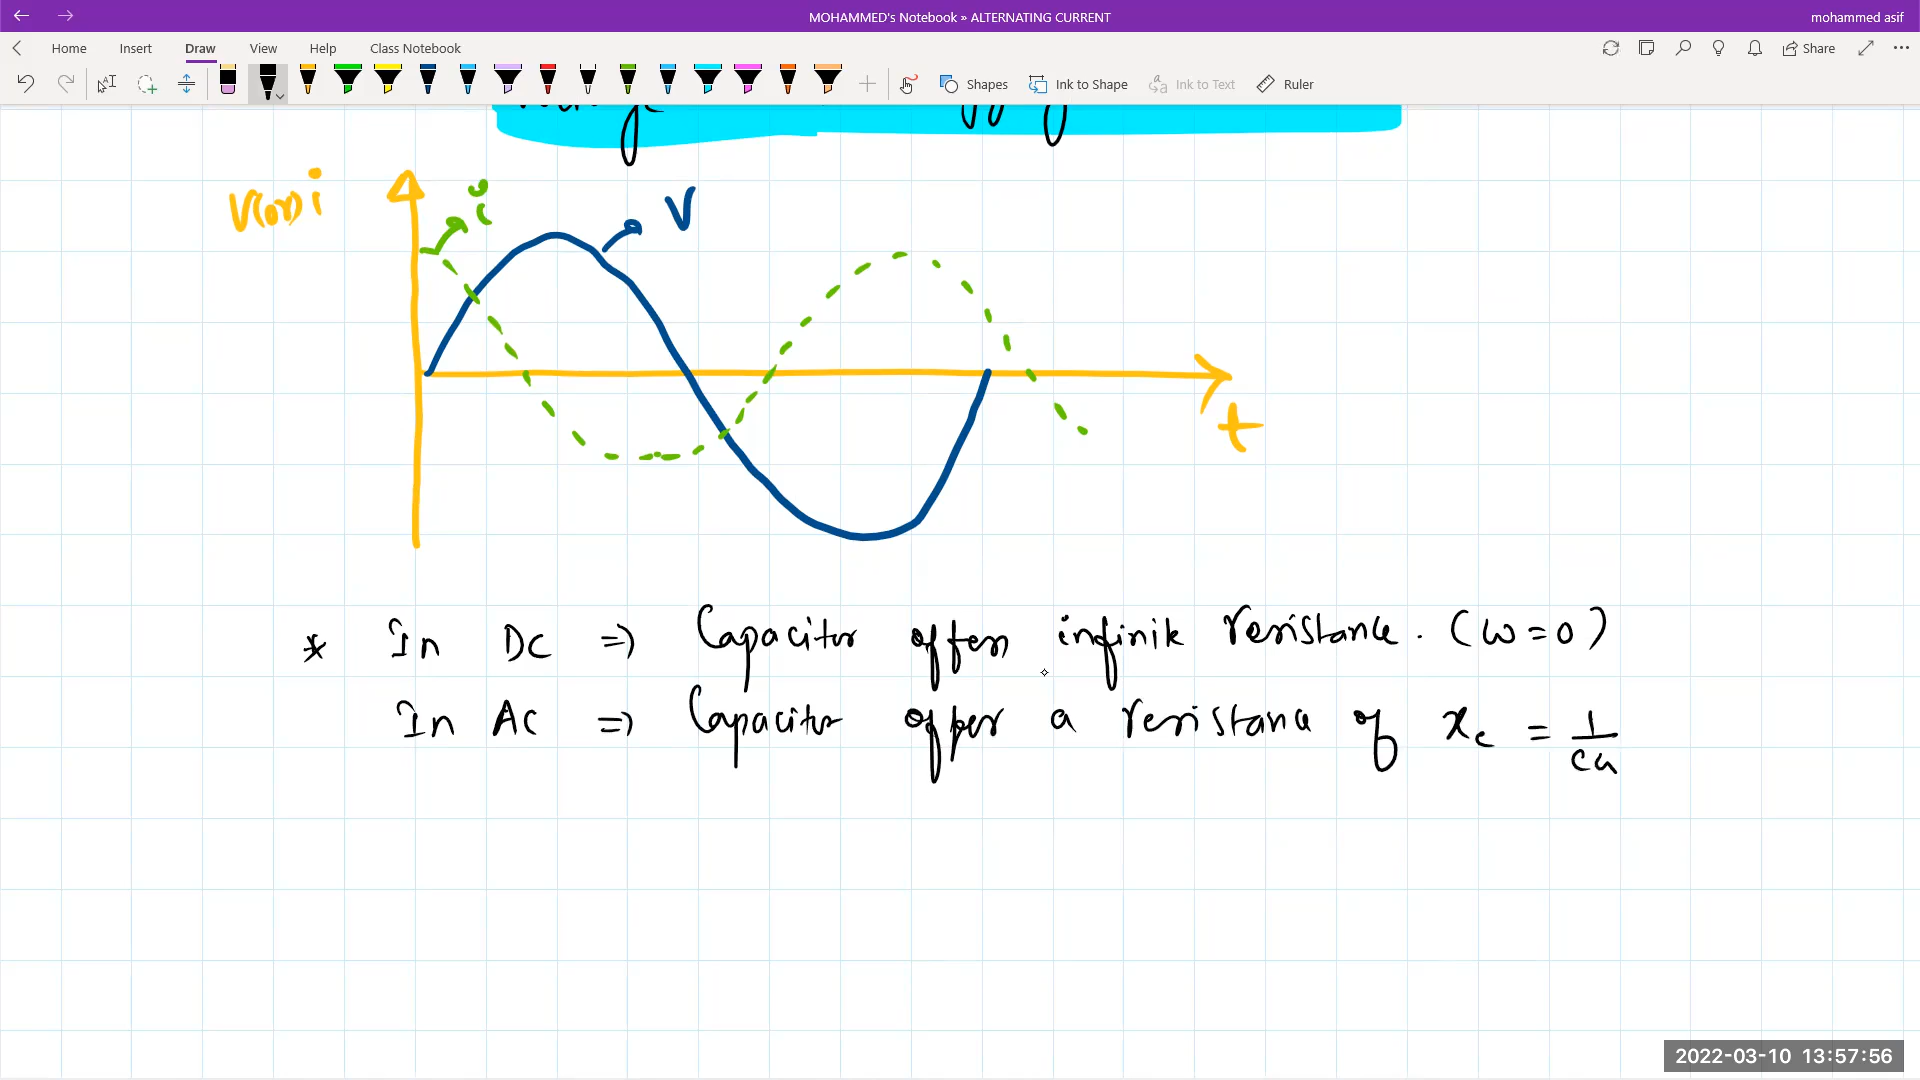 MOHAMMED's Notebook » ALTERNATING CURRENT
mohammed asif
Home Insert Draw View Help Class Notebook
Share
Shapes Ink to Shape Ink to Text Ruler
V(or) i
i
V
t
* In DC => Capacitor offers infinite resistance. (ω=0)
In AC => Capacitor offer a resistance of Xc = 1/cω
2022-03-10 13:57:56